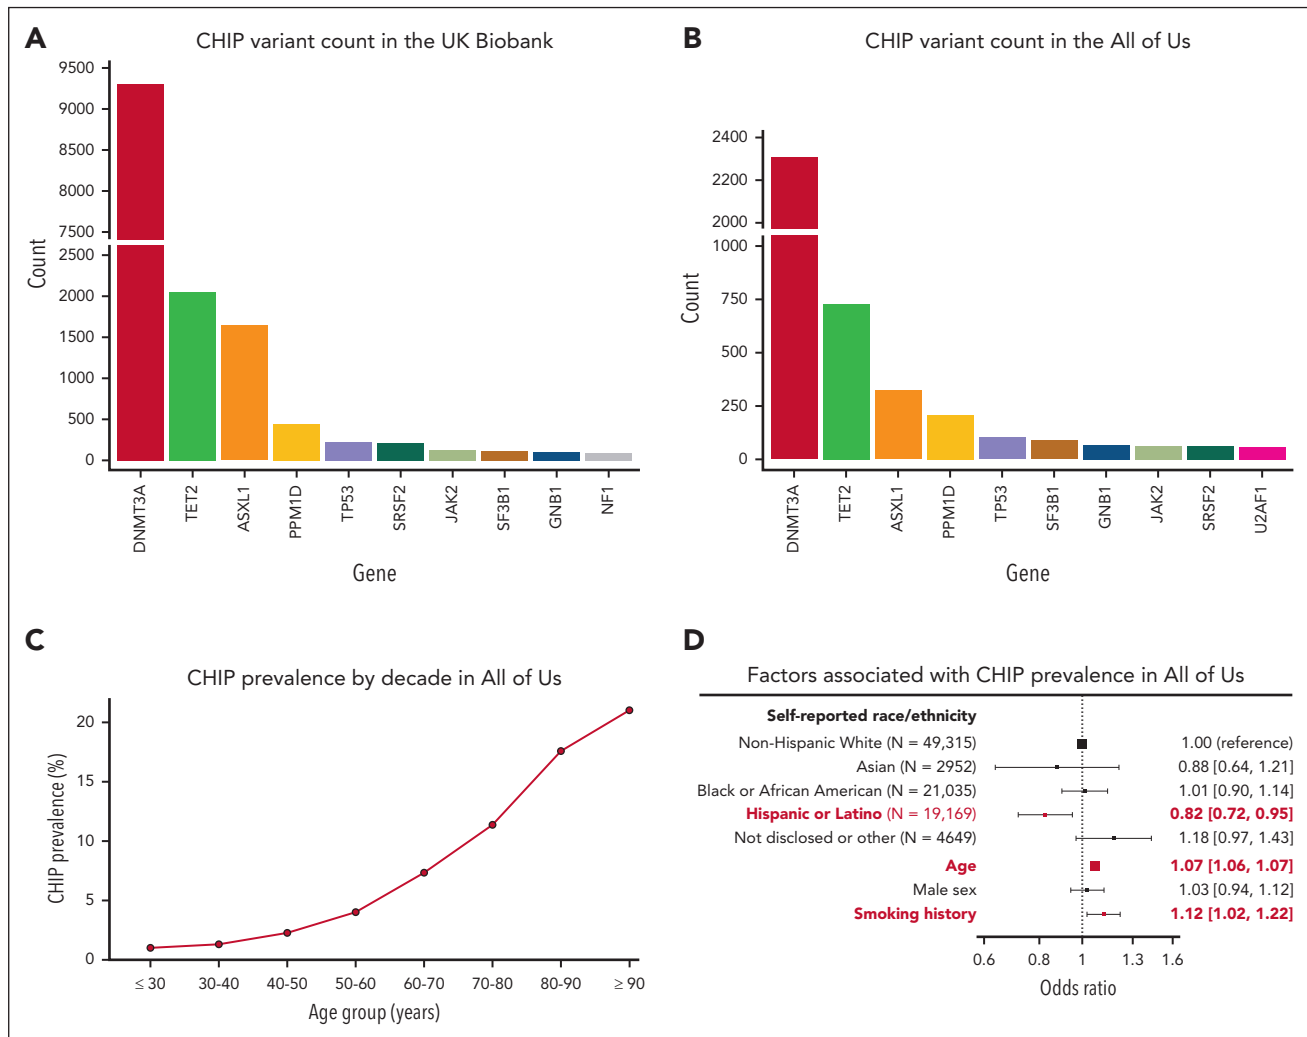 A
CHIP variant count in the UK Biobank
9500
9000
8500
8000
7500
2500
2000
1500
1000
500
0
Count
DNMT3A
TET2
ASXL1
PPM1D
TP53
SRSF2
JAK2
SF3B1
GNB1
NF1
Gene
B
CHIP variant count in the All of Us
2400
2200
2000
1000
750
500
250
0
Count
DNMT3A
TET2
ASXL1
PPM1D
TP53
SF3B1
GNB1
JAK2
SRSF2
U2AF1
Gene
C
CHIP prevalence by decade in All of Us
20
15
10
5
0
CHIP prevalence (%)
≤ 30
30-40
40-50
50-60
60-70
70-80
80-90
≥ 90
Age group (years)
D
Factors associated with CHIP prevalence in All of Us
Self-reported race/ethnicity
Non-Hispanic White (N = 49,315) 1.00 (reference)
Asian (N = 2952) 0.88 [0.64, 1.21]
Black or African American (N = 21,035) 1.01 [0.90, 1.14]
Hispanic or Latino (N = 19,169) 0.82 [0.72, 0.95]
Not disclosed or other (N = 4649) 1.18 [0.97, 1.43]
Age 1.07 [1.06, 1.07]
Male sex 1.03 [0.94, 1.12]
Smoking history 1.12 [1.02, 1.22]
0.6 0.8 1 1.3 1.6
Odds ratio